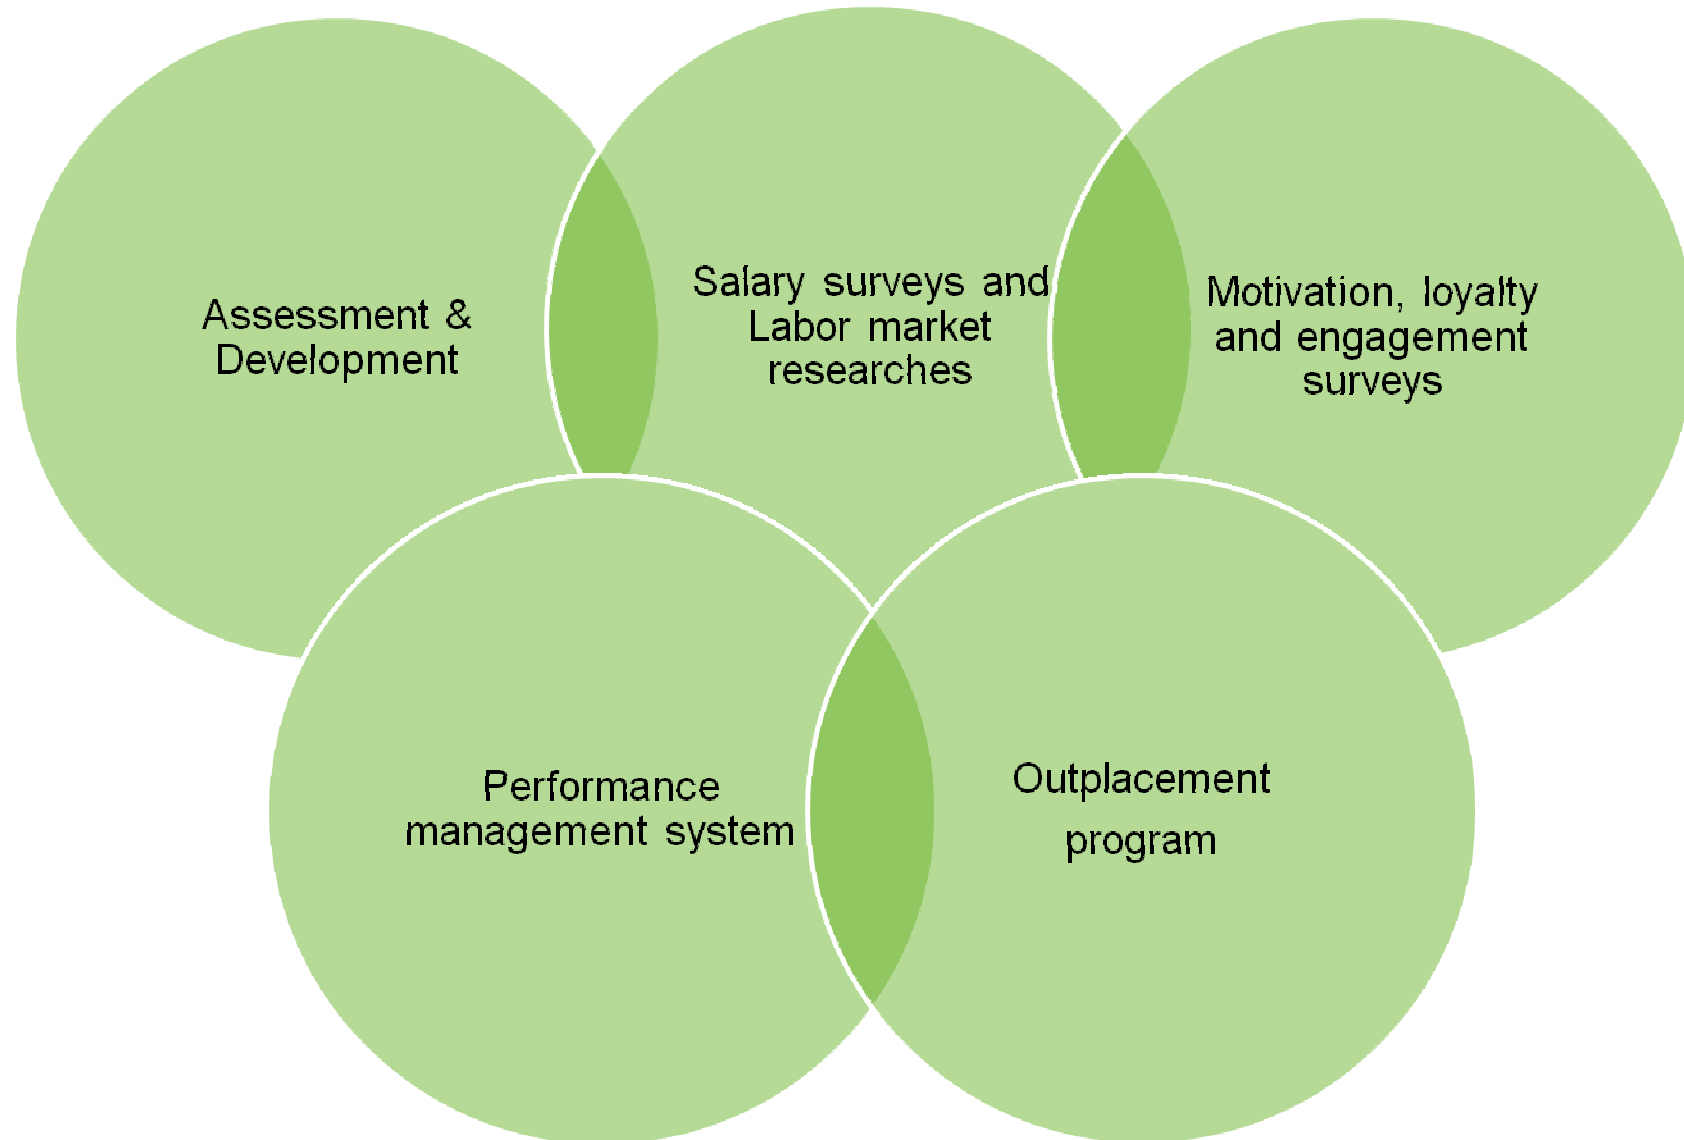 Assessment &
Development
Salary surveys and
Labor market
researches
Motivation, loyalty
and engagement
surveys
Performance
management system
Outplacement
program